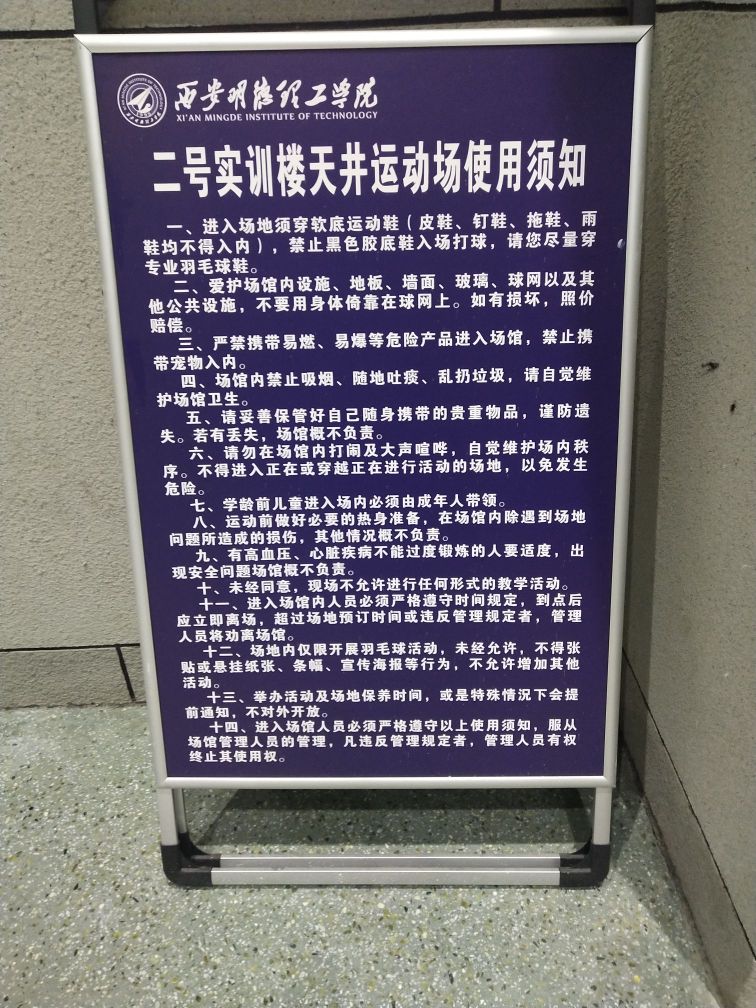 西安明德理工学院
XI'AN MINGDE INSTITUTE OF TECHNOLOGY
二号实训楼天井运动场使用须知
一、进入场地须穿软底运动鞋（皮鞋、钉鞋、拖鞋、雨
鞋均不得入内），禁止黑色胶底鞋入场打球，请您尽量穿
专业羽毛球鞋。
二、爱护场馆内设施、地板、墙面、玻璃、球网以及其
他公共设施，不要用身体倚靠在球网上。如有损坏，照价
赔偿。
三、严禁携带易燃、易爆等危险产品进入场馆，禁止携
带宠物入内。
四、场馆内禁止吸烟、随地吐痰、乱扔垃圾，请自觉维
护场馆卫生。
五、请妥善保管好自己随身携带的贵重物品，谨防遗
失。若有丢失，场馆概不负责。
六、请勿在场馆内打闹及大声喧哗，自觉维护场内秩
序。不得进入正在或穿越正在进行活动的场地，以免发生
危险。
七、学龄前儿童进入场内必须由成年人带领。
八、运动前做好必要的热身准备，在场馆内除遇到场地
问题所造成的损伤，其他情况概不负责。
九、有高血压、心脏疾病不能过度锻炼的人要适度，出
现安全问题场馆概不负责。
十、未经同意，现场不允许进行任何形式的教学活动。
十一、进入场馆内人员必须严格遵守时间规定，到点后
应立即离场，超过场地预订时间或违反管理规定者，管理
人员将劝离场馆。
十二、场地内仅限开展羽毛球活动，未经允许，不得张
贴或悬挂纸张、条幅、宣传海报等行为，不允许增加其他
活动。
十三、举办活动及场地保养时间，或是特殊情况下会提
前通知，不对外开放。
十四、进入场馆人员必须严格遵守以上使用须知，服从
场馆管理人员的管理，凡违反管理规定者，管理人员有权
终止其使用权。